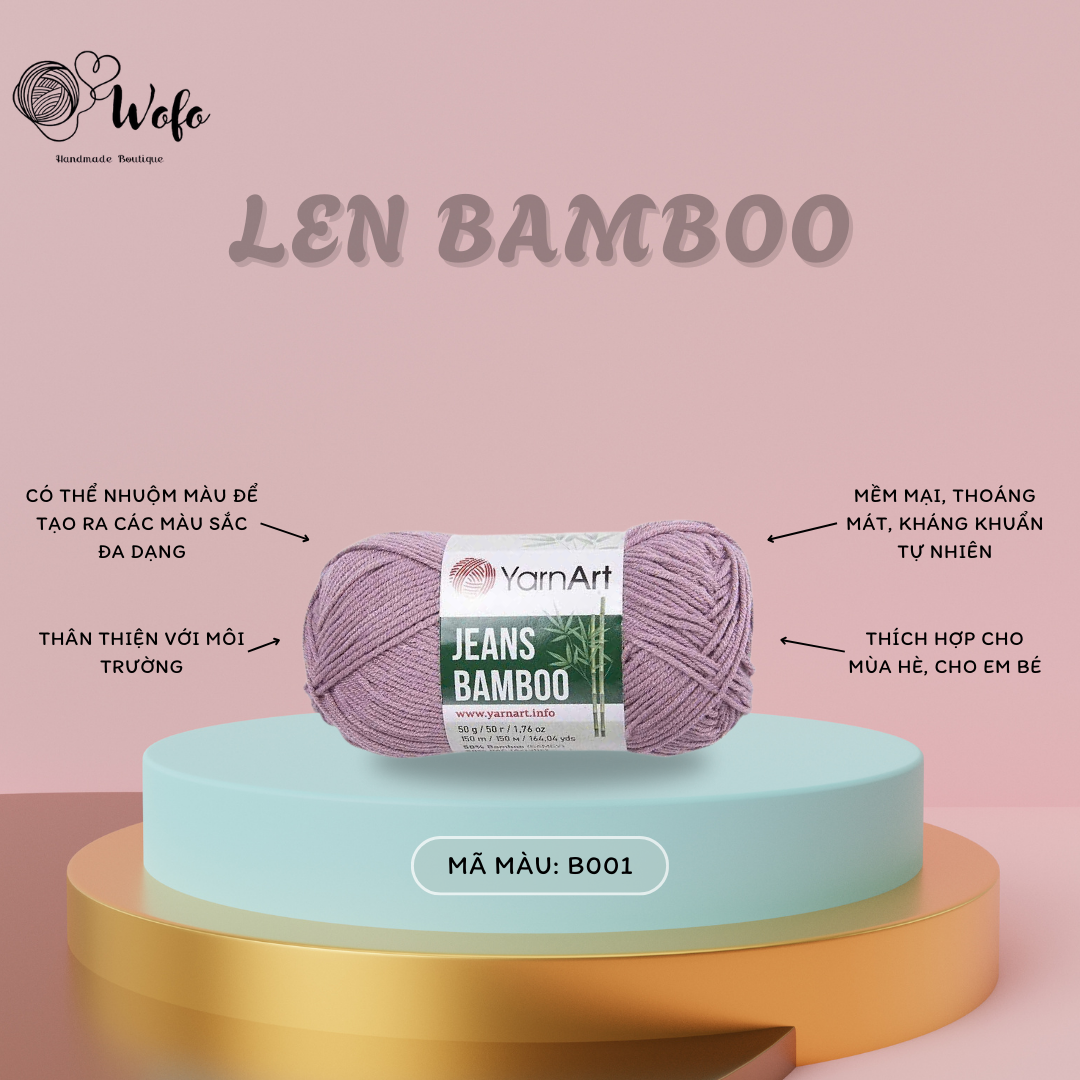 Wofo
Handmade Boutique
LEN BAMBOO
CÓ THỂ NHUỘM MÀU ĐỂ
TẠO RA CÁC MÀU SẮC
ĐA DẠNG
THÂN THIỆN VỚI MÔI
TRƯỜNG
MỀM MẠI, THOÁNG
MÁT, KHÁNG KHUẨN
TỰ NHIÊN
THÍCH HỢP CHO
MÙA HÈ, CHO EM BÉ
YarnArt
JEANS
BAMBOO
www.yarnart.info
50 g / 50 г / 1,76 oz
150 m / 150 м / 164,04 yds
50% Bamboo
MÃ MÀU: B001